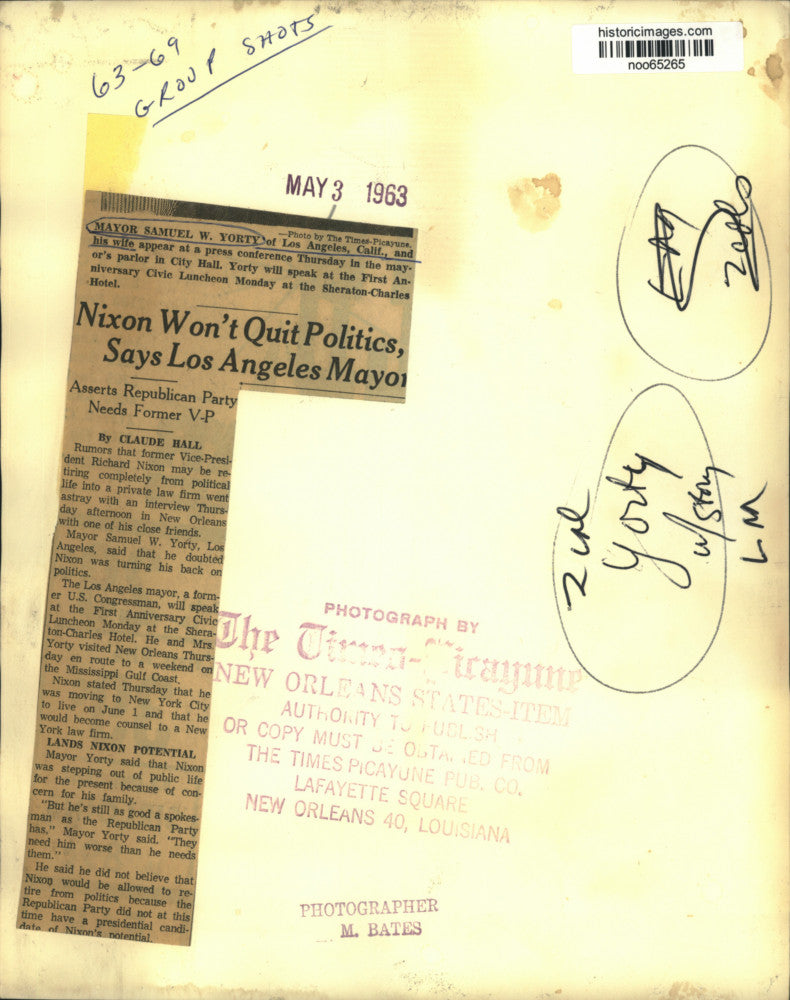 historicimages.com
noo65265
63-69
GROUP SHOTS
MAY 3 1963
—Photo by The Times-Picayune.
MAYOR SAMUEL W. YORTY of Los Angeles, Calif., and
his wife appear at a press conference Thursday in the may-
or's parlor in City Hall. Yorty will speak at the First An-
niversary Civic Luncheon Monday at the Sheraton-Charles
Hotel.
Nixon Won't Quit Politics,
Says Los Angeles Mayor
Asserts Republican Party
Needs Former V-P
By CLAUDE HALL
Rumors that former Vice-Presi-
dent Richard Nixon may be re-
tiring completely from political
life into a private law firm went
astray with an interview Thurs-
day afternoon in New Orleans
with one of his close friends.
Mayor Samuel W. Yorty, Los
Angeles, said that he doubted
Nixon was turning his back on
politics.
The Los Angeles mayor, a form-
er U.S. Congressman, will speak
at the First Anniversary Civic
Luncheon Monday at the Shera-
ton-Charles Hotel. He and Mrs.
Yorty visited New Orleans Thurs-
day en route to a weekend on
the Mississippi Gulf Coast.
Nixon stated Thursday that he
was moving to New York City
to live on June 1 and that he
would become counsel to a New
York law firm.
LANDS NIXON POTENTIAL
Mayor Yorty said that Nixon
was stepping out of public life
for the present because of con-
cern for his family.
"But he's still as good a spokes-
man as the Republican Party
has," Mayor Yorty said. "They
need him worse than he needs
them."
He said he did not believe that
Nixon would be allowed to re-
tire from politics because the
Republican Party did not at this
time have a presidential candi-
date of Nixon's potential.
2 col
Yorty
w/story
LM
PHOTOGRAPH BY
The Times-Picayune
NEW ORLEANS STATES-ITEM
AUTHORITY TO PUBLISH
OR COPY MUST BE OBTAINED FROM
THE TIMES PICAYUNE PUB. CO.
LAFAYETTE SQUARE
NEW ORLEANS 40, LOUISIANA
PHOTOGRAPHER
M. BATES